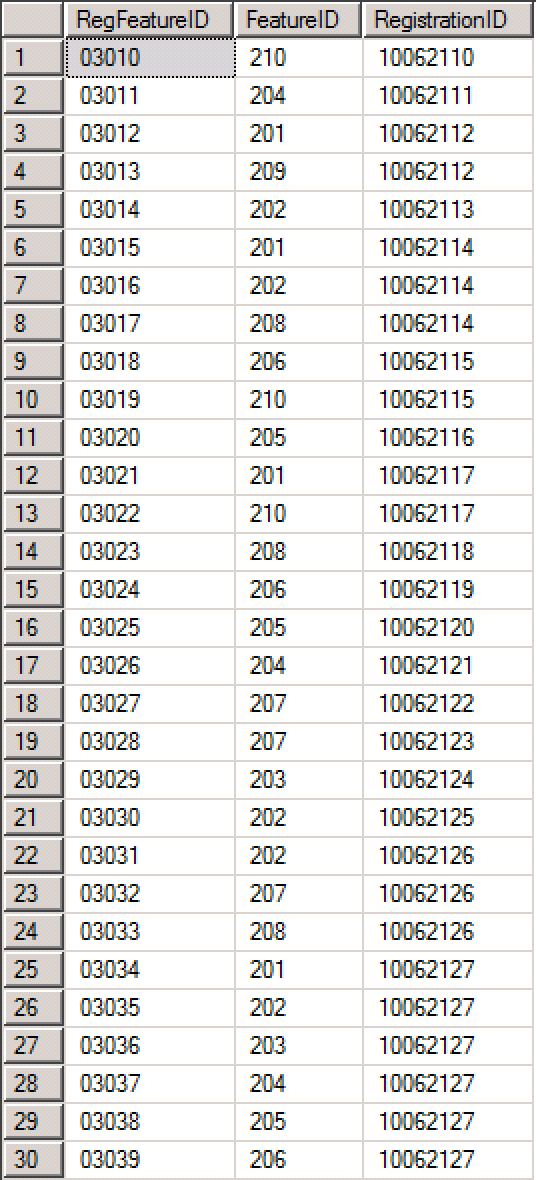 RegFeatureID FeatureID RegistrationID
1 03010 210 10062110
2 03011 204 10062111
3 03012 201 10062112
4 03013 209 10062112
5 03014 202 10062113
6 03015 201 10062114
7 03016 202 10062114
8 03017 208 10062114
9 03018 206 10062115
10 03019 210 10062115
11 03020 205 10062116
12 03021 201 10062117
13 03022 210 10062117
14 03023 208 10062118
15 03024 206 10062119
16 03025 205 10062120
17 03026 204 10062121
18 03027 207 10062122
19 03028 207 10062123
20 03029 203 10062124
21 03030 202 10062125
22 03031 202 10062126
23 03032 207 10062126
24 03033 208 10062126
25 03034 201 10062127
26 03035 202 10062127
27 03036 203 10062127
28 03037 204 10062127
29 03038 205 10062127
30 03039 206 10062127